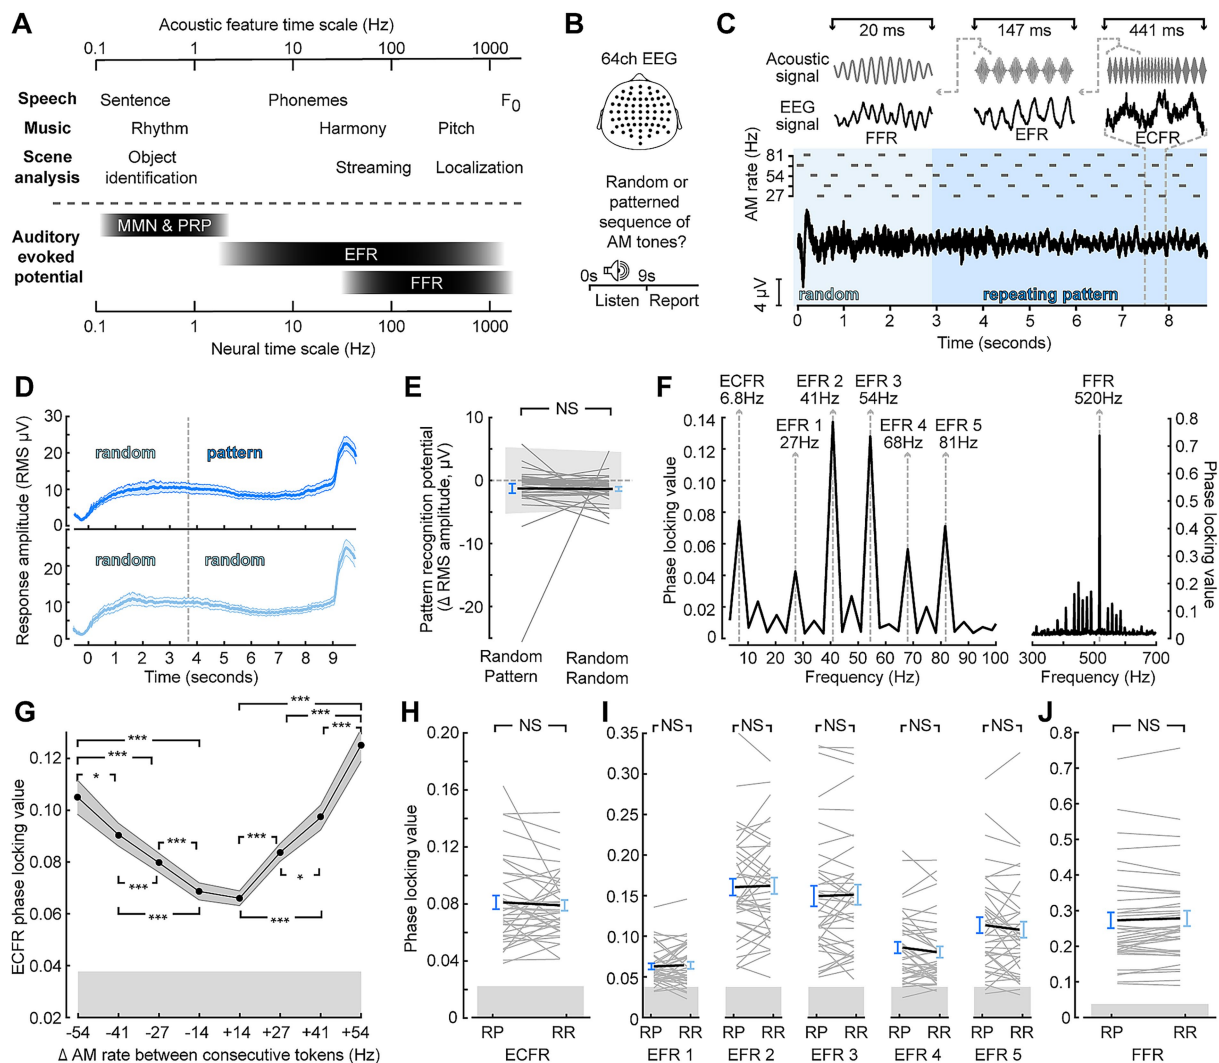 A
Acoustic feature time scale (Hz)
0.1 1 10 100 1000
Speech Sentence Phonemes F0
Music Rhythm Harmony Pitch
Scene analysis
Object identification
Streaming Localization
Auditory evoked potential
MMN & PRP
EFR
FFR
0.1 1 10 100 1000
Neural time scale (Hz)
B
64ch EEG
Random or
patterned
sequence of
AM tones?
0s 9s
Listen Report
C
20 ms 147 ms 441 ms
Acoustic signal
EEG signal
FFR EFR ECFR
AM rate (Hz)
81
54
27
4 µV
random repeating pattern
0 1 2 3 4 5 6 7 8
Time (seconds)
D
Response amplitude (RMS µV)
30
20
10
0
random pattern
30
20
10
0
random random
0 1 2 3 4 5 6 7 8 9
Time (seconds)
E
Pattern recognition potential
(Δ RMS amplitude, µV)
NS
10
0
-10
-20
Random Pattern
Random Random
F
ECFR 6.8Hz
EFR 1 27Hz
EFR 2 41Hz
EFR 3 54Hz
EFR 4 68Hz
EFR 5 81Hz
FFR 520Hz
Phase locking value
0.14
0.12
0.10
0.08
0.06
0.04
0.02
0
10 20 30 40 50 60 70 80 90 100
Frequency (Hz)
0.8
0.7
0.6
0.5
0.4
0.3
0.2
0.1
0
Phase locking value
300 500 700
Frequency (Hz)
G
ECFR phase locking value
0.12
0.10
0.08
0.06
0.04
0.02
*** *** ***
*** *** ***
* *** ***
*** *
*** ***
-54 -41 -27 -14 +14 +27 +41 +54
Δ AM rate between consecutive tokens (Hz)
H
Phase locking value
NS
0.20
0.16
0.12
0.08
0.04
0
RP RR
ECFR
I
NS NS NS NS NS
0.35
0.30
0.25
0.20
0.15
0.10
0.05
0
RP RR RP RR RP RR RP RR RP RR
EFR 1 EFR 2 EFR 3 EFR 4 EFR 5
J
NS
0.8
0.7
0.6
0.5
0.4
0.3
0.2
0.1
0
RP RR
FFR